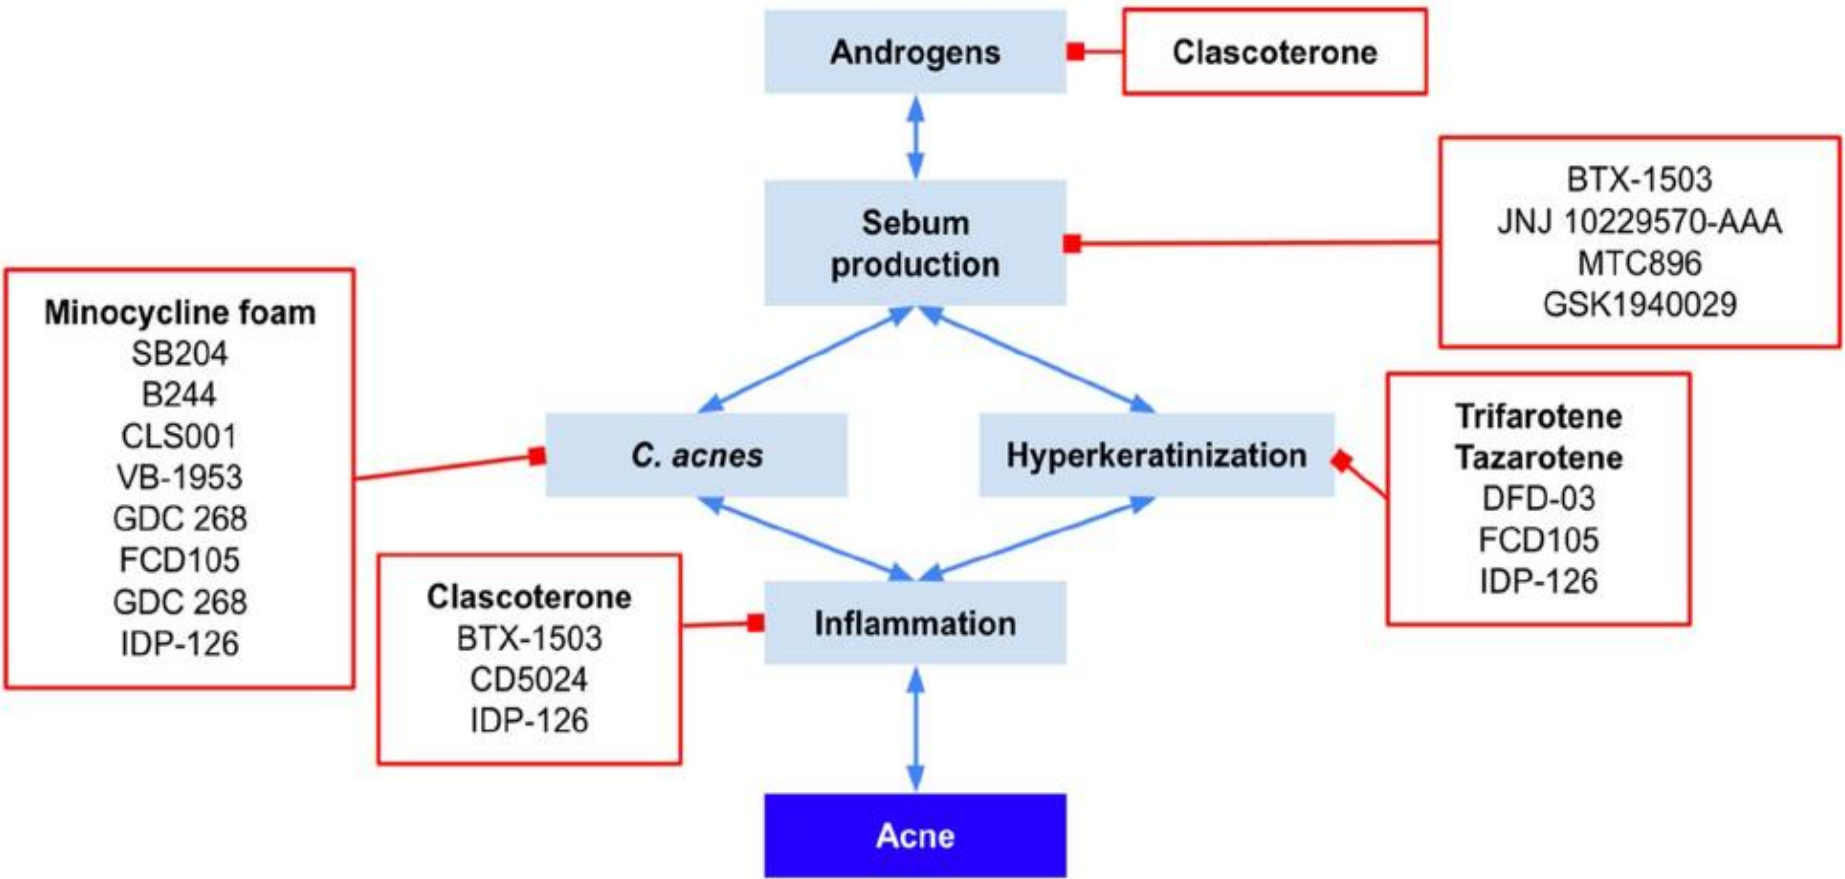 Androgens
Clascoterone
Sebum
production
BTX-1503
JNJ 10229570-AAA
MTC896
GSK1940029
Minocycline foam
SB204
B244
CLS001
VB-1953
GDC 268
FCD105
GDC 268
IDP-126
C. acnes
Hyperkeratinization
Trifarotene
Tazarotene
DFD-03
FCD105
IDP-126
Clascoterone
BTX-1503
CD5024
IDP-126
Inflammation
Acne